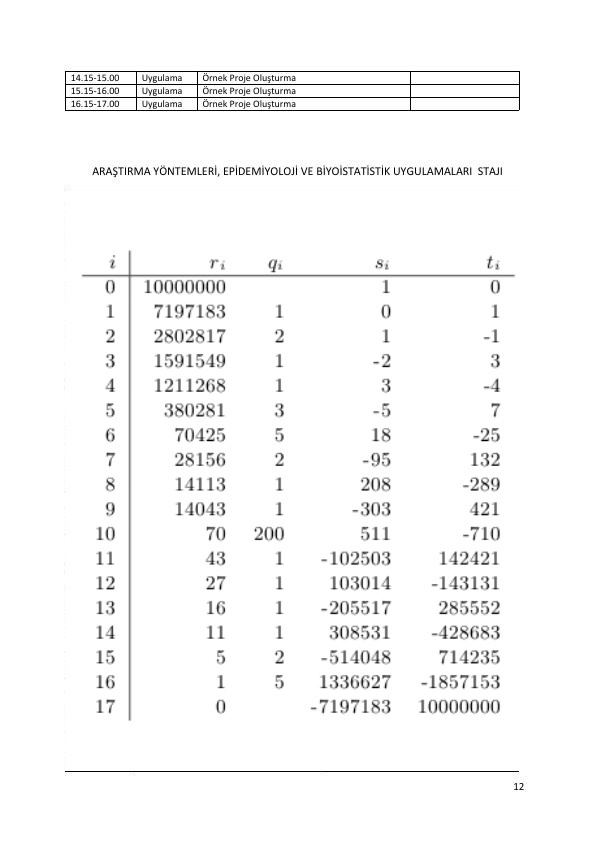 14.15-15.00 Uygulama Örnek Proje Oluşturma
15.15-16.00 Uygulama Örnek Proje Oluşturma
16.15-17.00 Uygulama Örnek Proje Oluşturma
ARAŞTIRMA YÖNTEMLERİ, EPİDEMİYOLOJİ VE BİYOİSTATİSTİK UYGULAMALARI STAJI
i r i q i s i t i
0 10000000 1 0
1 7197183 1 0 1
2 2802817 2 1 -1
3 1591549 1 -2 3
4 1211268 1 3 -4
5 380281 3 -5 7
6 70425 5 18 -25
7 28156 2 -95 132
8 14113 1 208 -289
9 14043 1 -303 421
10 70 200 511 -710
11 43 1 -102503 142421
12 27 1 103014 -143131
13 16 1 -205517 285552
14 11 1 308531 -428683
15 5 2 -514048 714235
16 1 5 1336627 -1857153
17 0 -7197183 10000000
12